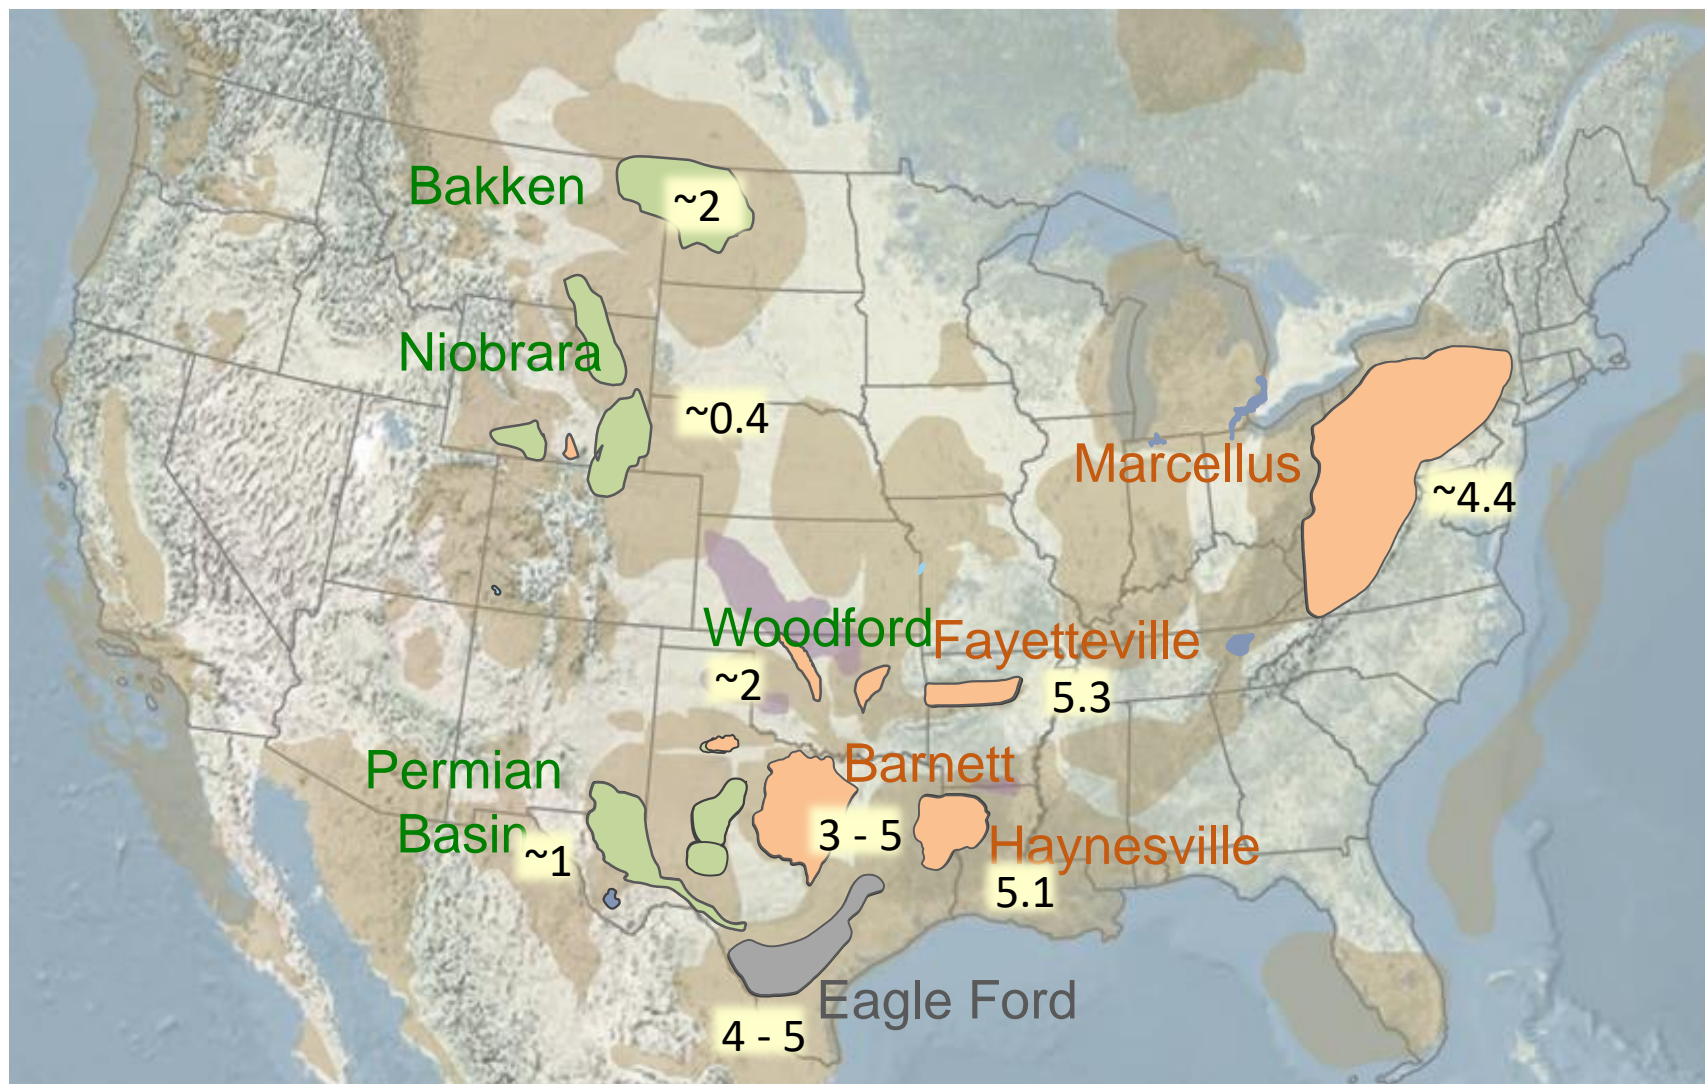 Bakken
~2
Niobrara
~0.4
Marcellus
~4.4
Woodford
Fayetteville
~2
5.3
Permian
Basin
~1
Barnett
3 - 5
Haynesville
5.1
Eagle Ford
4 - 5